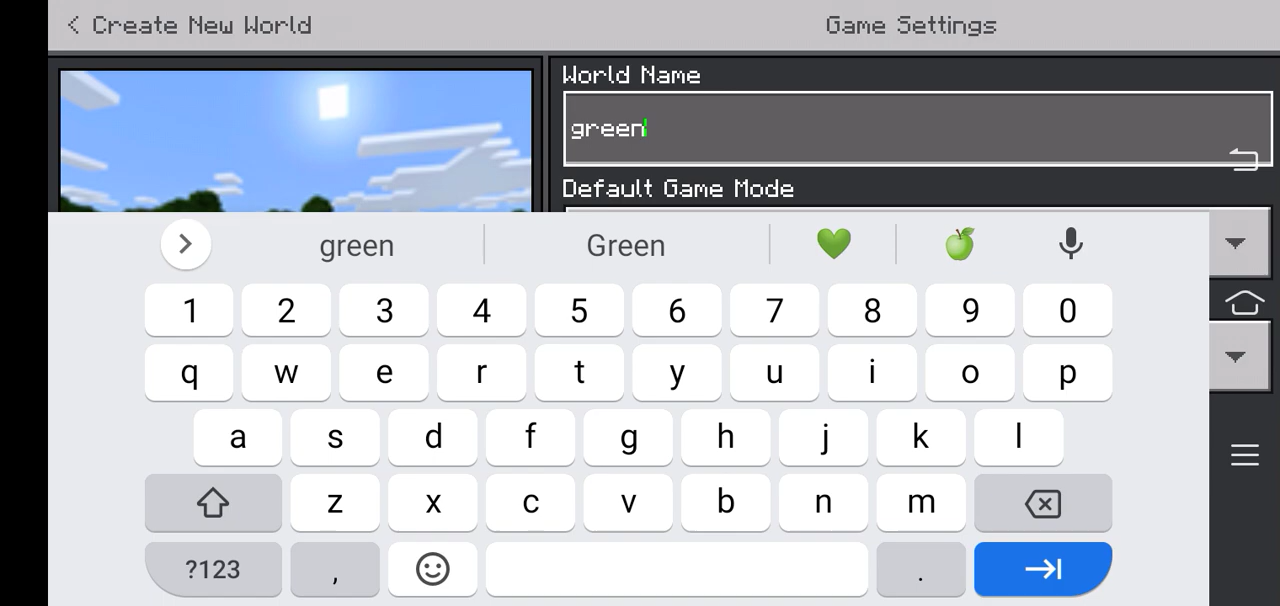 Create New World
Game Settings
World Name
green
Default Game Mode
green Green
1 2 3 4 5 6 7 8 9 0
q w e r t y u i o p
a s d f g h j k l
z x c v b n m
?123 , .